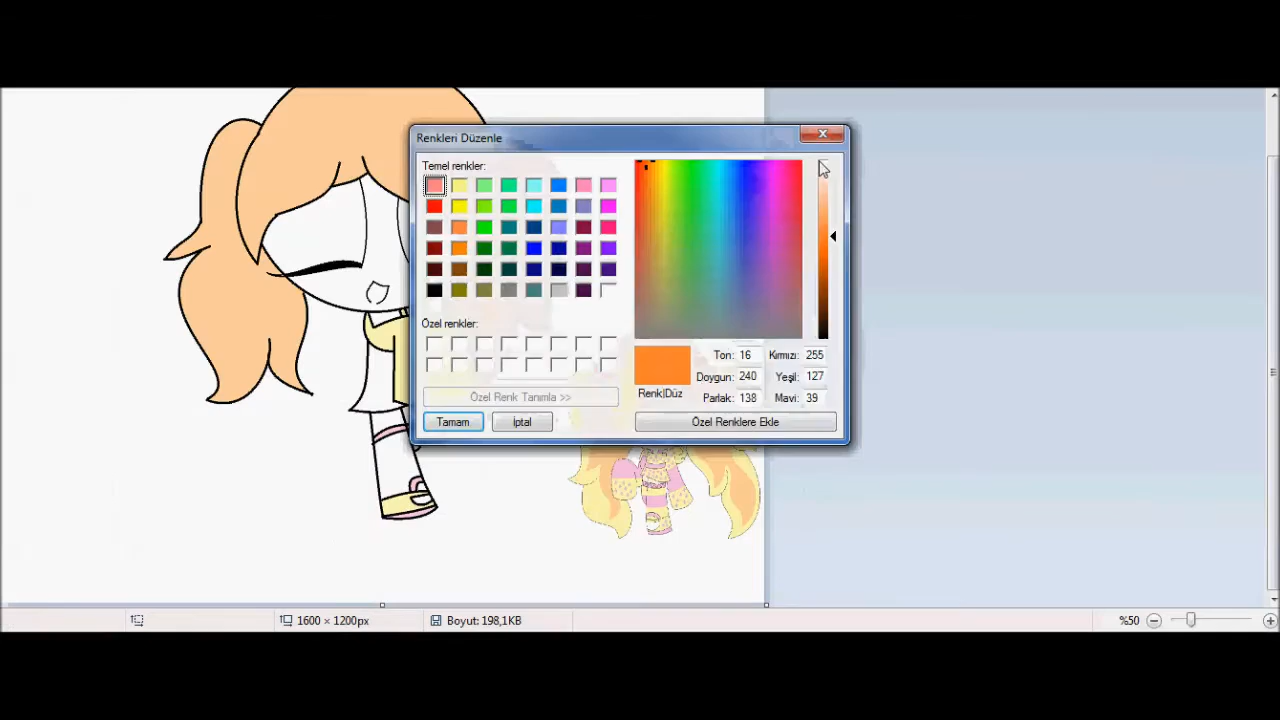 Renkleri Düzenle
Temel renkler:
Özel renkler:
Özel Renk Tanımla >>
Tamam
İptal
Renk|Düz
Ton: 16
Kırmızı: 255
Doygun: 240
Yeşil: 127
Parlak: 138
Mavi: 39
Özel Renklere Ekle
1600 × 1200px
Boyut: 198,1KB
%50